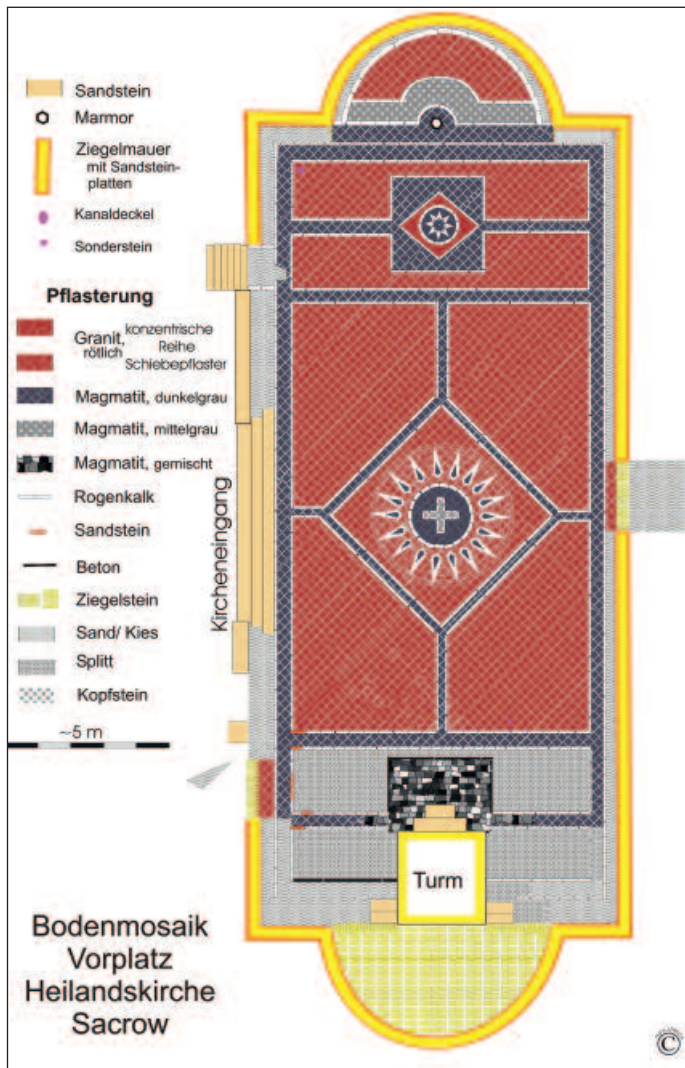 Sandstein
Marmor
Ziegelmauer
mit Sandstein-
platten
Kanaldeckel
Sonderstein
Pflasterung
Granit, konzentrische
rötlich Reihe
Schiebepflaster
Magmatit, dunkelgrau
Magmatit, mittelgrau
Magmatit, gemischt
Rogenkalk
Sandstein
Beton
Ziegelstein
Sand/ Kies
Splitt
Kopfstein
~5 m
Kircheneingang
Turm
Bodenmosaik
Vorplatz
Heilandskirche
Sacrow
©